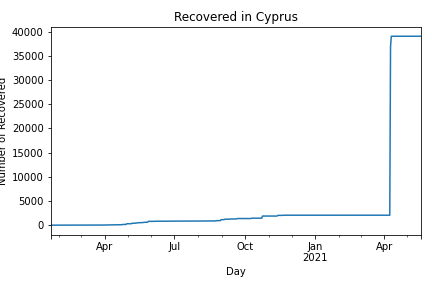 Recovered in Cyprus
Number of Recovered
40000
35000
30000
25000
20000
15000
10000
5000
0
Apr
Jul
Oct
Jan
2021
Apr
Day